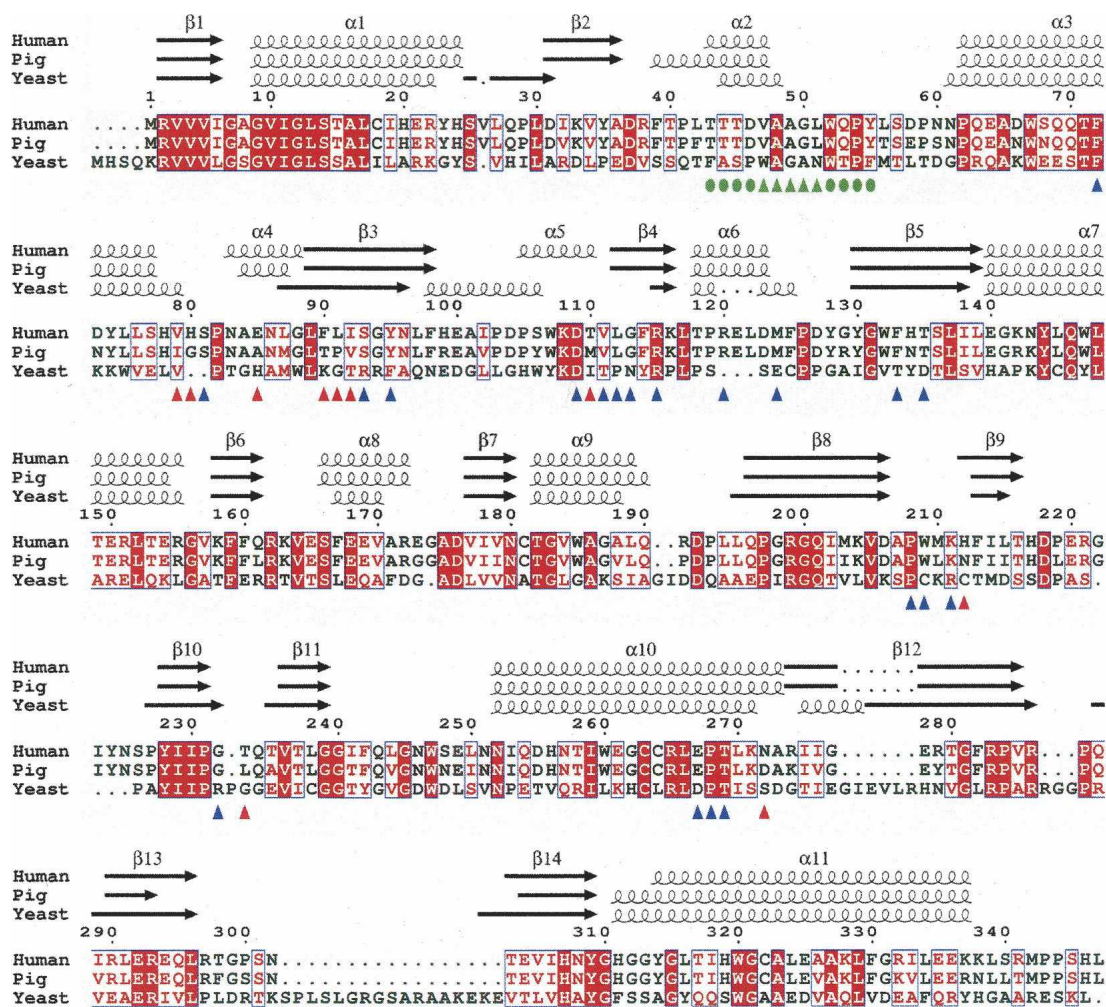 β1 α1 β2 α2 α3
Human
Pig
Yeast
1 10 20 30 40 50 60 70
Human ....MRVVVIGAGVIGLSTALCIHERYHSVLQPLDIKVYADRFTPLTTTDVAAGLWQPYLSDPNNPQEADWSQQTF
Pig ....MRVVVIGAGVIGLSTALCIHERYHSVLQPLDVKVYADRFTPFTTTDVAAGLWQPYTSEPSNPQEANWNQQTF
Yeast MHSQKRVVVLGSGVIGLSSALILARKGYS.VHILARDLPEDVSSQTFASPWAGANWTPFMTLTDGPRQAKWEESTF
α4 β3 α5 β4 α6 β5 α7
Human
Pig
Yeast
80 90 100 110 120 130 140
Human DYLLSHVHSPNAENLGLFLISGYNLFHEAIPDPSWKDTVLGFRKLTPRELDMFPDYGYGWFHTSLILEGKNYLQWL
Pig NYLLSHIGSPNAANMGLTPVSGYNLFREAVPDPYWKDMVLGFRKLTPRELDMFPDYRYGWFNTSLILEGRKYLQWL
Yeast KKWVELV..PTGHAMWLKGTRRFAQNEDGLLGHWYKDITPNYRPLPS...SECPPGAIGVTYDTLSVHAPKYCQYL
β6 α8 β7 α9 β8 β9
Human
Pig
Yeast
150 160 170 180 190 200 210 220
Human TERLTERGVKFFQRKVESFEEVAREGADVIVNCTGVWAGALQ..RDPLLQPGRGQIMKVDAPWMKHFILTHDPERG
Pig TERLTERGVKFFLRKVESFEEVARGGADVIINCTGVWAGVLQ..PDPLLQPGRGQIIKVDAPWLKNFIITHDLERG
Yeast ARELQKLGATFERRTVTSLEQAFDG.ADLVVNATGLGAKSIAGIDDQAAEPIRGQTVLVKSPCKRCTMDSSDPAS.
β10 β11 α10 β12
Human
Pig
Yeast
230 240 250 260 270 280
Human IYNSPYIIPG.TQTVTLGGIFQLGNWSELNNIQDHNTIWEGCCRLEPTLKNARIIG......ERTGFRPVR...PQ
Pig IYNSPYIIPG.LQAVTLGGTFQVGNWNEINNIQDHNTIWEGCCRLEPTLKDAKIVG......EYTGFRPVR...PQ
Yeast ..PAYIIPRPGGEVICGGTYGVGDWDLSVNPETVQRILKHCLRLDPTISSDGTIEGIEVLRHNVGLRPARRGGPR
β13 β14 α11
Human
Pig
Yeast
290 300 310 320 330 340
Human IRLEREQLRTGPSN.................TEVIHNYGHGGYGLTIHWGCALEAAKLFGRILEEKKLSRMPPSHL
Pig VRLEREQLRFGSSN.................TEVIHNYGHGGYGLTIHWGCALEVAKLFGKVLEERNLLTMPPSHL
Yeast VEAERIVLPLDRTKSPLSLGRGSARAAKEKEVTLVHAYGFSSAGYQQSWGAAEDVAQLVDEAFQRYHGAARESKL.